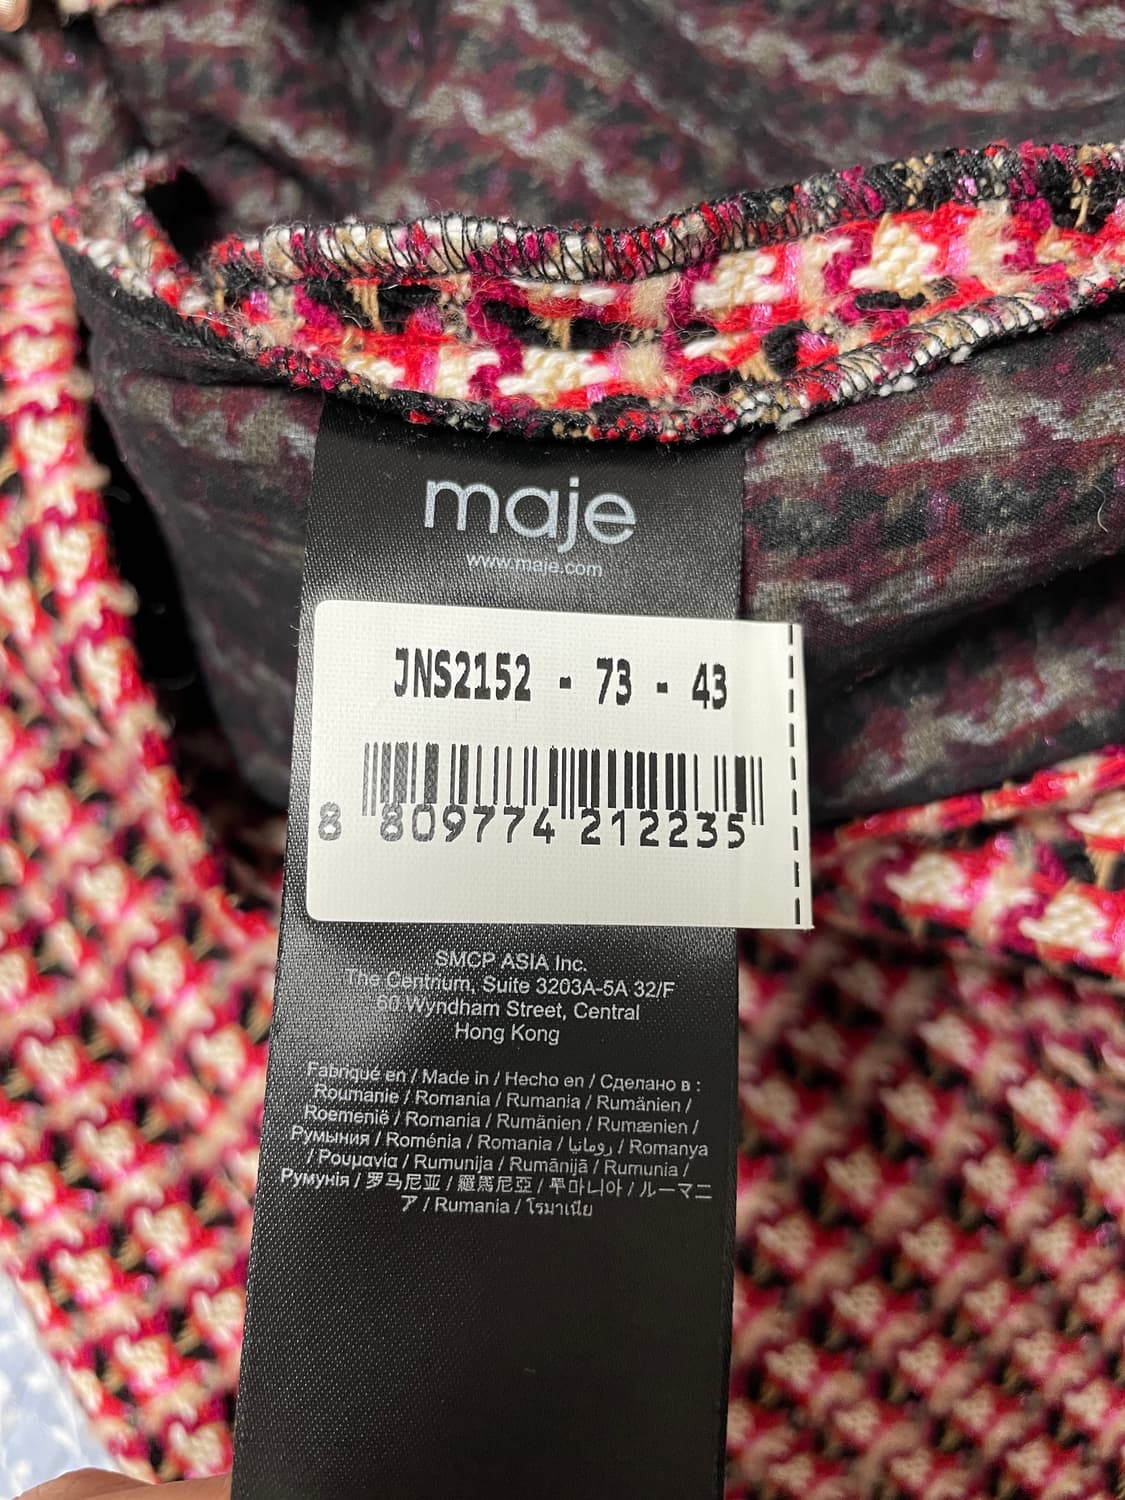 maje
www.maje.com
JNS2152 - 73 - 43
8 809774 212235
SMCP ASIA Inc.
The Centrium, Suite 3203A-5A 32/F
60 Wyndham Street, Central
Hong Kong
Fabriqué en / Made in / Hecho en / Сделано в :
Roumanie / Romania / Rumania / Rumänien /
Roemenië / Romania / Rumänien / Rumænien /
Румыния / Roménia / Romania / رومانيا / Romanya
/ Ρουμανία / Rumunija / Rumānijā / Rumunia /
Румунія / 罗马尼亚 / 羅馬尼亞 / 루마니아 / ルーマニ
ア / Rumania / โรมาเนีย